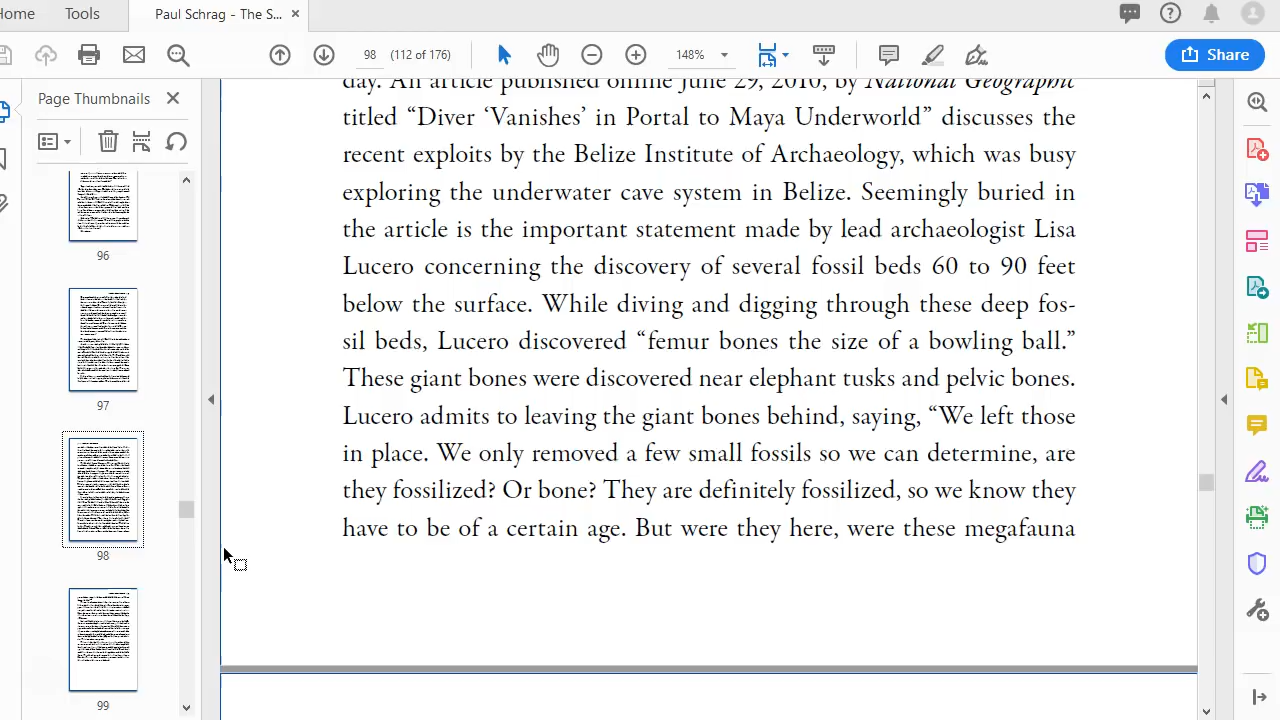 Home
Tools
Paul Schrag - The S...
98
(112 of 176)
148%
Share
Page Thumbnails
96
97
98
99
day. An article published online June 29, 2010, by National Geographic
titled “Diver ‘Vanishes’ in Portal to Maya Underworld” discusses the
recent exploits by the Belize Institute of Archaeology, which was busy
exploring the underwater cave system in Belize. Seemingly buried in
the article is the important statement made by lead archaeologist Lisa
Lucero concerning the discovery of several fossil beds 60 to 90 feet
below the surface. While diving and digging through these deep fos-
sil beds, Lucero discovered “femur bones the size of a bowling ball.”
These giant bones were discovered near elephant tusks and pelvic bones.
Lucero admits to leaving the giant bones behind, saying, “We left those
in place. We only removed a few small fossils so we can determine, are
they fossilized? Or bone? They are definitely fossilized, so we know they
have to be of a certain age. But were they here, were these megafauna